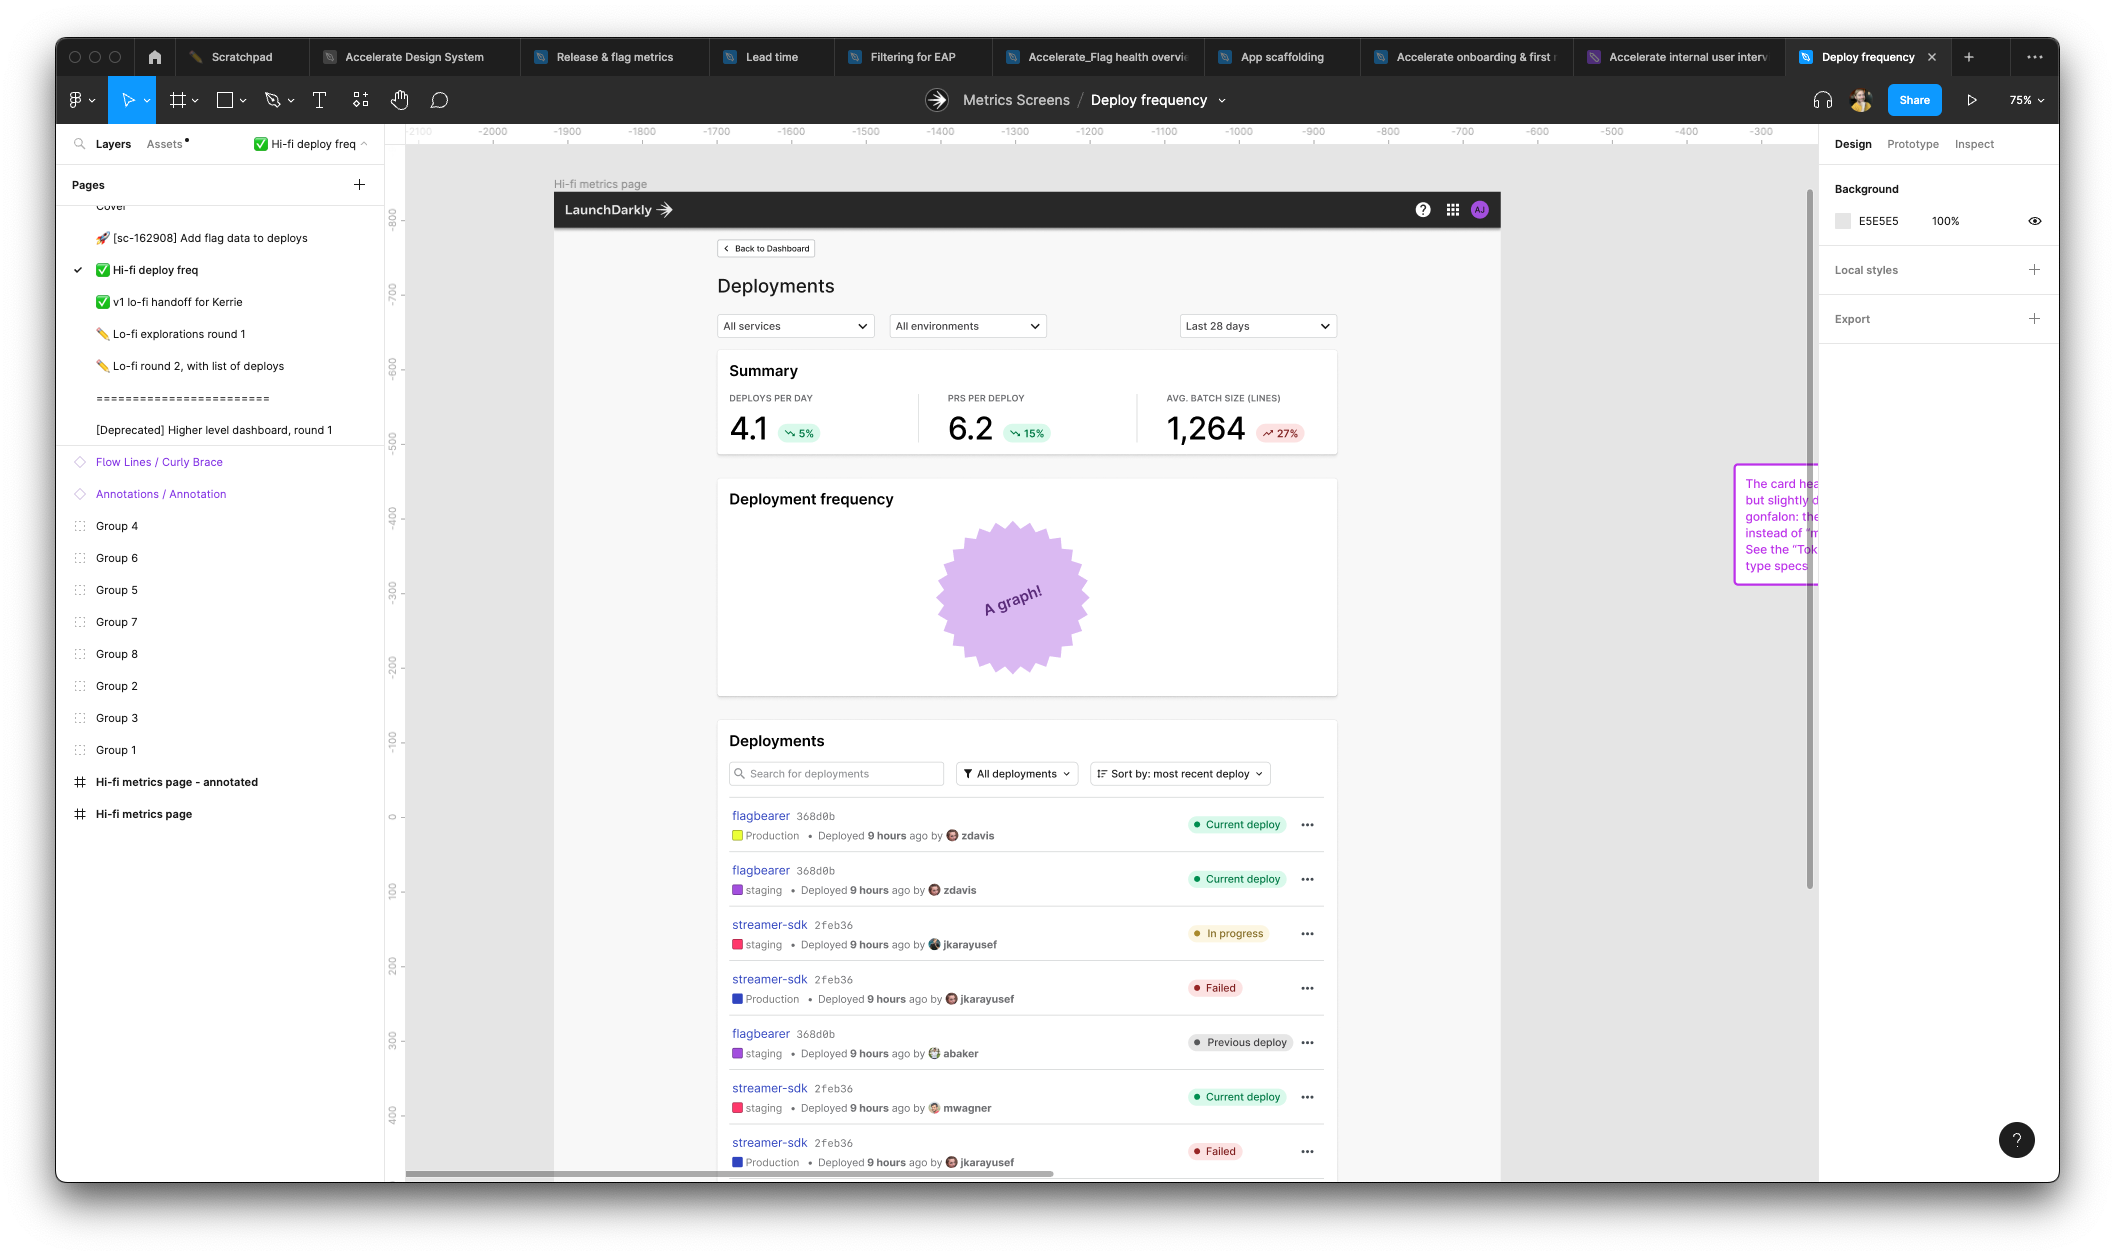 Scratchpad
Accelerate Design System
Release & flag metrics
Lead time
Filtering for EAP
Accelerate_Flag health overvi
App scaffolding
Accelerate onboarding & first
Accelerate internal user interv
Deploy frequency
Metrics Screens / Deploy frequency
Share
75%
Layers
Assets
✅ Hi-fi deploy freq
Pages
Cover
🚀 [sc-162908] Add flag data to deploys
✅ Hi-fi deploy freq
✅ v1 lo-fi handoff for Kerrie
✏️ Lo-fi explorations round 1
✏️ Lo-fi round 2, with list of deploys
========================
[Deprecated] Higher level dashboard, round 1
Flow Lines / Curly Brace
Annotations / Annotation
Group 4
Group 6
Group 5
Group 7
Group 8
Group 2
Group 3
Group 1
Hi-fi metrics page - annotated
Hi-fi metrics page
-2100 -2000 -1900 -1800 -1700 -1600 -1500 -1400 -1300 -1200 -1100 -1000 -900 -800 -700 -600 -500 -400 -300
-800
-700
-600
-500
-400
-300
-200
-100
0
100
200
300
400
Hi-fi metrics page
LaunchDarkly
?
AJ
Back to Dashboard
Deployments
All services
All environments
Last 28 days
Summary
DEPLOYS PER DAY
4.1
5%
PRS PER DEPLOY
6.2
15%
AVG. BATCH SIZE (LINES)
1,264
27%
Deployment frequency
A graph!
Deployments
Search for deployments
All deployments
Sort by: most recent deploy
flagbearer 368d0b
Production • Deployed 9 hours ago by zdavis
Current deploy
flagbearer 368d0b
staging • Deployed 9 hours ago by zdavis
Current deploy
streamer-sdk 2feb36
staging • Deployed 9 hours ago by jkarayusef
In progress
streamer-sdk 2feb36
Production • Deployed 9 hours ago by jkarayusef
Failed
flagbearer 368d0b
staging • Deployed 9 hours ago by abaker
Previous deploy
streamer-sdk 2feb36
staging • Deployed 9 hours ago by mwagner
Current deploy
streamer-sdk 2feb36
Production • Deployed 9 hours ago by jkarayusef
Failed
The card hea
but slightly d
gonfalon: the
instead of "m
See the "Tok
type specs
Design
Prototype
Inspect
Background
E5E5E5
100%
Local styles
Export
?